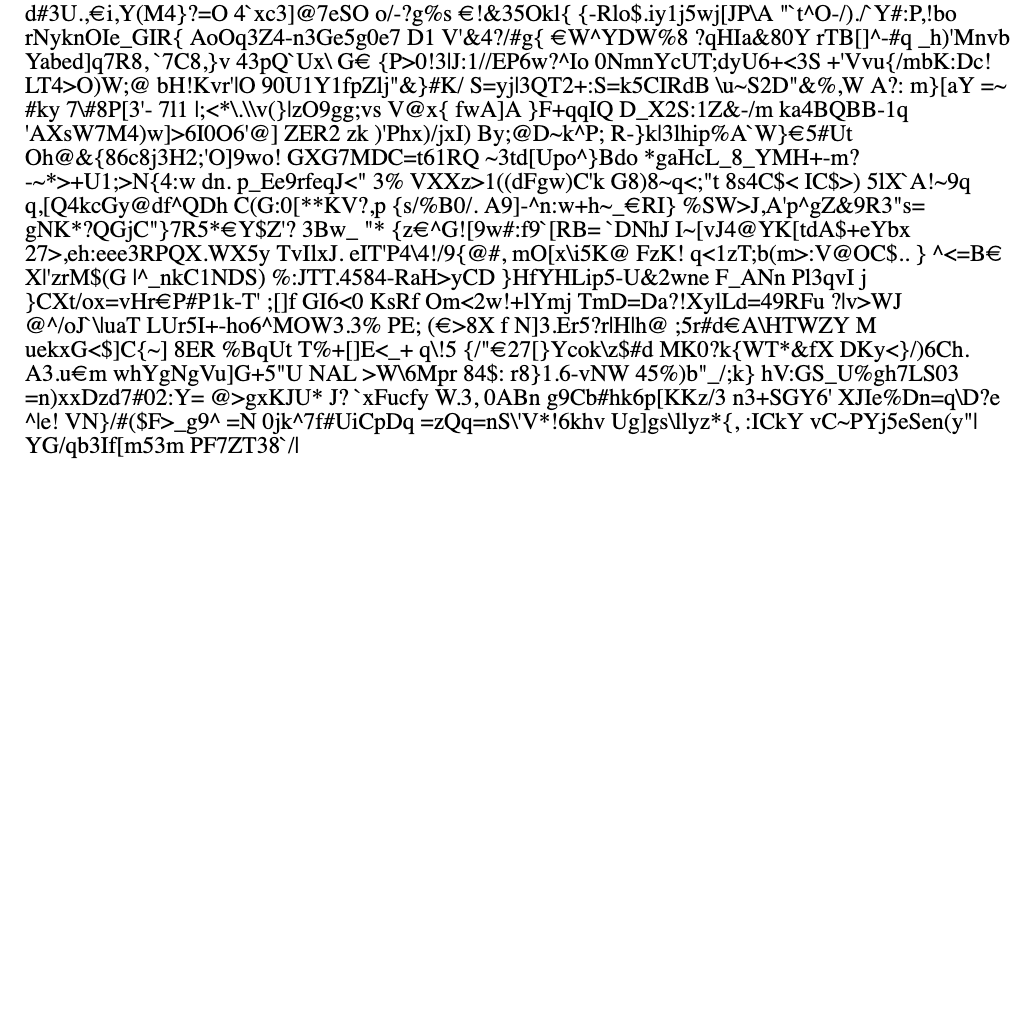 d#3U.,€i,Y(M4}?=O 4`xc3]@7eSO o/-?g%s €!&35Okl{ {-Rlo$.iy1j5wj[JP\A "`t^O-/)./`Y#:P,!bo
rNyknOIe_GIR{ AoOq3Z4-n3Ge5g0e7 D1 V'&4?/#g{ €W^YDW%8 ?qHIa&80Y rTB[]^-#q _h)'Mnvb
Yabed]q7R8,`7C8,}v 43pQ`Ux\ G€ {P>0!3lJ:1//EP6w?^Io 0NmnYcUT;dyU6+<3S +'Vvu{/mbK:Dc!
LT4>O)W;@ bH!Kvr'lO 90U1Y1fpZlj"&}#K/ S=yj|3QT2+:S=k5CIRdB \u~S2D"&%,W A?: m}[aY =~
#ky 7\#8P[3'- 7l1 |;<*\.\\v(}|zO9gg;vs V@x{ fwA]A }F+qqIQ D_X2S:1Z&-/m ka4BQBB-1q
'AXsW7M4)w]>6I0O6'@] ZER2 zk )'Phx)/jxI) By;@D~k^P; R-}kl3lhip%A`W}€5#Ut
Oh@&{86c8j3H2;'O]9wo! GXG7MDC=t61RQ ~3td[Upo^}Bdo *gaHcL_8_YMH+-m?
-~*>+U1;>N{4:w dn. p_Ee9rfeqJ<" 3% VXXz>1((dFgw)C'k G8)8~q<;"t 8s4C$< IC$>) 5lX`A!~9q
q,[Q4kcGy@df^QDh C(G:0[**KV?,p {s/%B0/. A9]-^n:w+h~_€RI} %SW>J,A'p^gZ&9R3"s=
gNK*?QGjC"}7R5*€Y$Z'? 3Bw_ "* {z€^G![9w#:f9`[RB= `DNhJ I~[vJ4@YK[tdA$+eYbx
27>,eh:eee3RPQX.WX5y TvIlxJ. eIT'P4\4!/9{@#, mO[x\i5K@ FzK! q<1zT;b(m>:V@OC$.. } ^<=B€
Xl'zrM$(G |^_nkC1NDS) %:JTT.4584-RaH>yCD }HfYHLip5-U&2wne F_ANn Pl3qvI j
}CXt/ox=vHr€P#P1k-T' ;[]f GI6<0 KsRf Om<2w!+lYmj TmD=Da?!XylLd=49RFu ?|v>WJ
@^/oJ`\|uaT LUr5I+-ho6^MOW3.3% PE; (€>8X f N]3.Er5?r|H|h@ ;5r#d€A\HTWZY M
uekxG<$]C{~] 8ER %BqUt T%+[]E<_+ q\!5 {/"€27[}Ycok\z$#d MK0?k{WT*&fX DKy<}/)6Ch.
A3.u€m whYgNgVu]G+5"U NAL >W\6Mpr 84$: r8}1.6-vNW 45%)b"_/;k} hV:GS_U%gh7LS03
=n)xxDzd7#02:Y= @>gxKJU* J? `xFucfy W.3, 0ABn g9Cb#hk6p[KKz/3 n3+SGY6' XJIe%Dn=q\D?e
^|e! VN}/#($F>_g9^ =N 0jk^7f#UiCpDq =zQq=nS\'V*!6khv Ug]gs\llyz*{, :ICkY vC~PYj5eSen(y"|
YG/qb3If[m53m PF7ZT38`/|